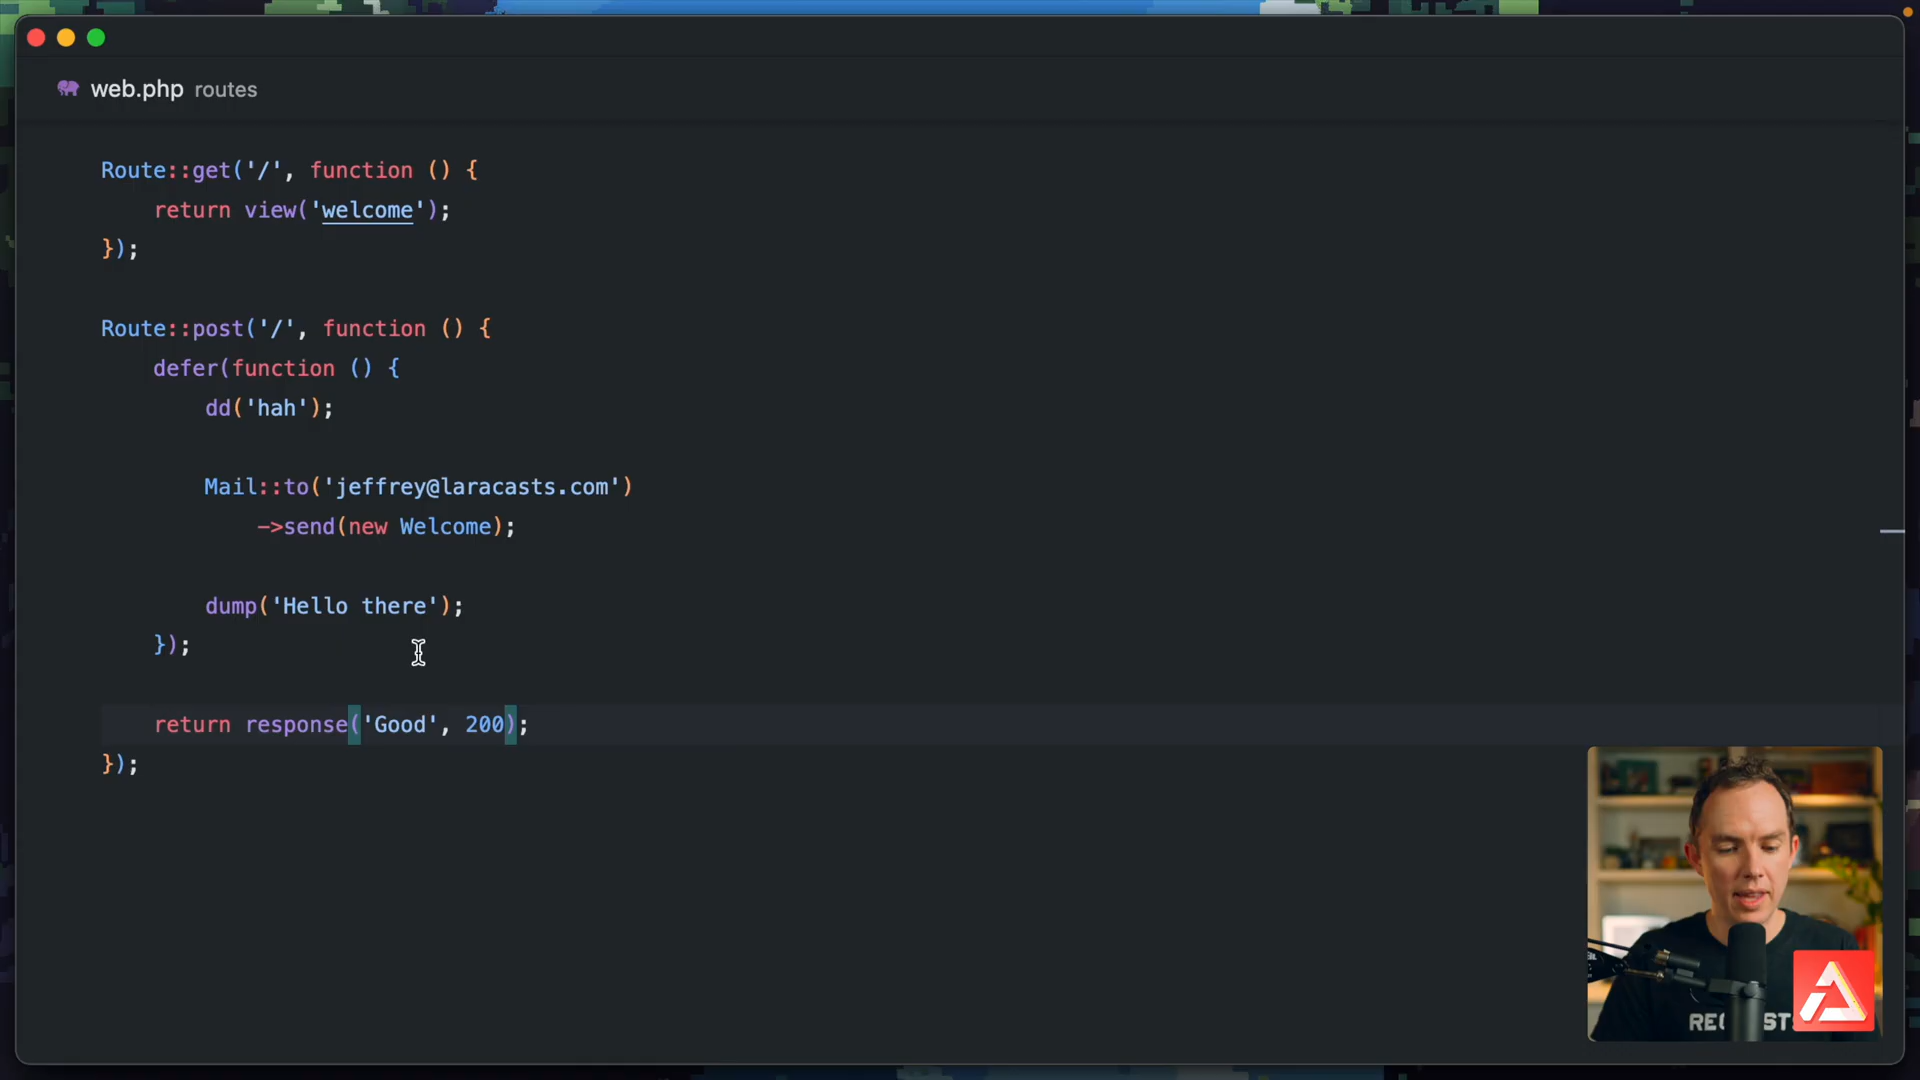 web.php routes
Route::get('/', function () {
    return view('welcome');
});
Route::post('/', function () {
    defer(function () {
        dd('hah');
        Mail::to('jeffrey@laracasts.com')
            ->send(new Welcome);
        dump('Hello there');
    });
    return response('Good', 200);
});